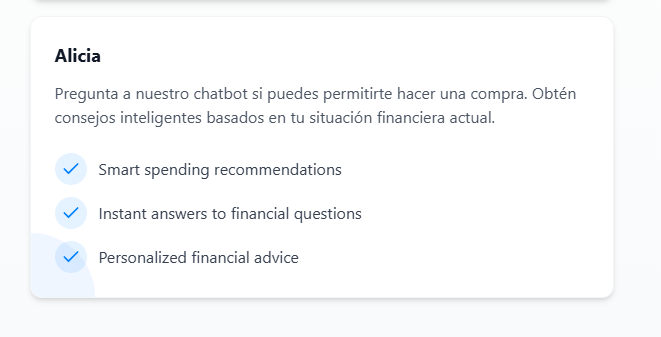 Alicia
Pregunta a nuestro chatbot si puedes permitirte hacer una compra. Obtén
consejos inteligentes basados en tu situación financiera actual.
Smart spending recommendations
Instant answers to financial questions
Personalized financial advice